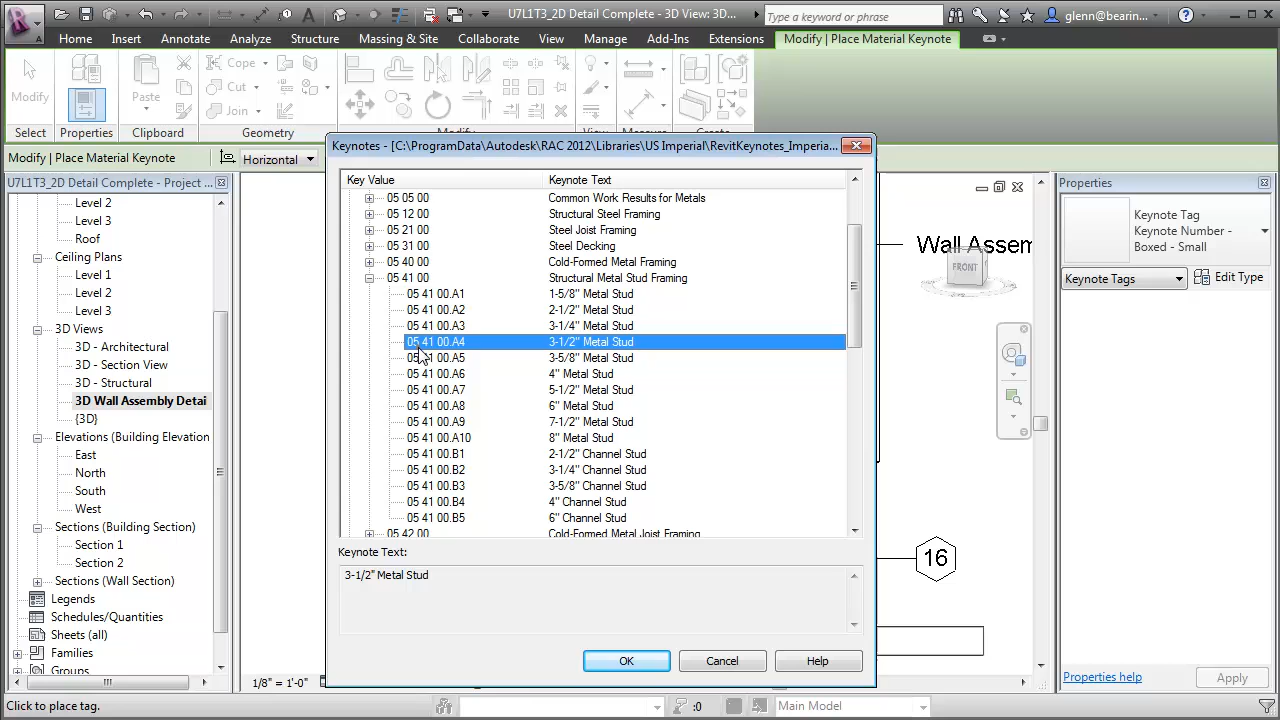 U7L1T3_2D Detail Complete - 3D View: 3...
Type a keyword or phrase
glenn@bearin...
Home Insert Annotate Analyze Structure Massing & Site Collaborate View Manage Add-Ins Extensions Modify | Place Material Keynote
Modify
Paste
Cope
Cut
Join
Select Properties Clipboard Geometry Modify View Measure Create
Modify | Place Material Keynote
Horizontal
Keynotes - [C:\ProgramData\Autodesk\RAC 2012\Libraries\US Imperial\RevitKeynotes_Imperia...
Key Value Keynote Text
05 05 00 Common Work Results for Metals
05 12 00 Structural Steel Framing
05 21 00 Steel Joist Framing
05 31 00 Steel Decking
05 40 00 Cold-Formed Metal Framing
05 41 00 Structural Metal Stud Framing
05 41 00.A1 1-5/8" Metal Stud
05 41 00.A2 2-1/2" Metal Stud
05 41 00.A3 3-1/4" Metal Stud
05 41 00.A4 3-1/2" Metal Stud
05 41 00.A5 3-5/8" Metal Stud
05 41 00.A6 4" Metal Stud
05 41 00.A7 5-1/2" Metal Stud
05 41 00.A8 6" Metal Stud
05 41 00.A9 7-1/2" Metal Stud
05 41 00.A10 8" Metal Stud
05 41 00.B1 2-1/2" Channel Stud
05 41 00.B2 3-1/4" Channel Stud
05 41 00.B3 3-5/8" Channel Stud
05 41 00.B4 4" Channel Stud
05 41 00.B5 6" Channel Stud
05 42 00 Cold-Formed Metal Joist Framing
Keynote Text:
3-1/2" Metal Stud
OK Cancel Help
U7L1T3_2D Detail Complete - Project ...
Level 2
Level 3
Roof
Ceiling Plans
Level 1
Level 2
Level 3
3D Views
3D - Architectural
3D - Section View
3D - Structural
3D Wall Assembly Detai
{3D}
Elevations (Building Elevation
East
North
South
West
Sections (Building Section)
Section 1
Section 2
Sections (Wall Section)
Legends
Schedules/Quantities
Sheets (all)
Families
Groups
Wall Assem
FRONT
16
Properties
Keynote Tag
Keynote Number -
Boxed - Small
Keynote Tags Edit Type
Properties help Apply
1/8" = 1'-0"
Click to place tag.
:0
Main Model